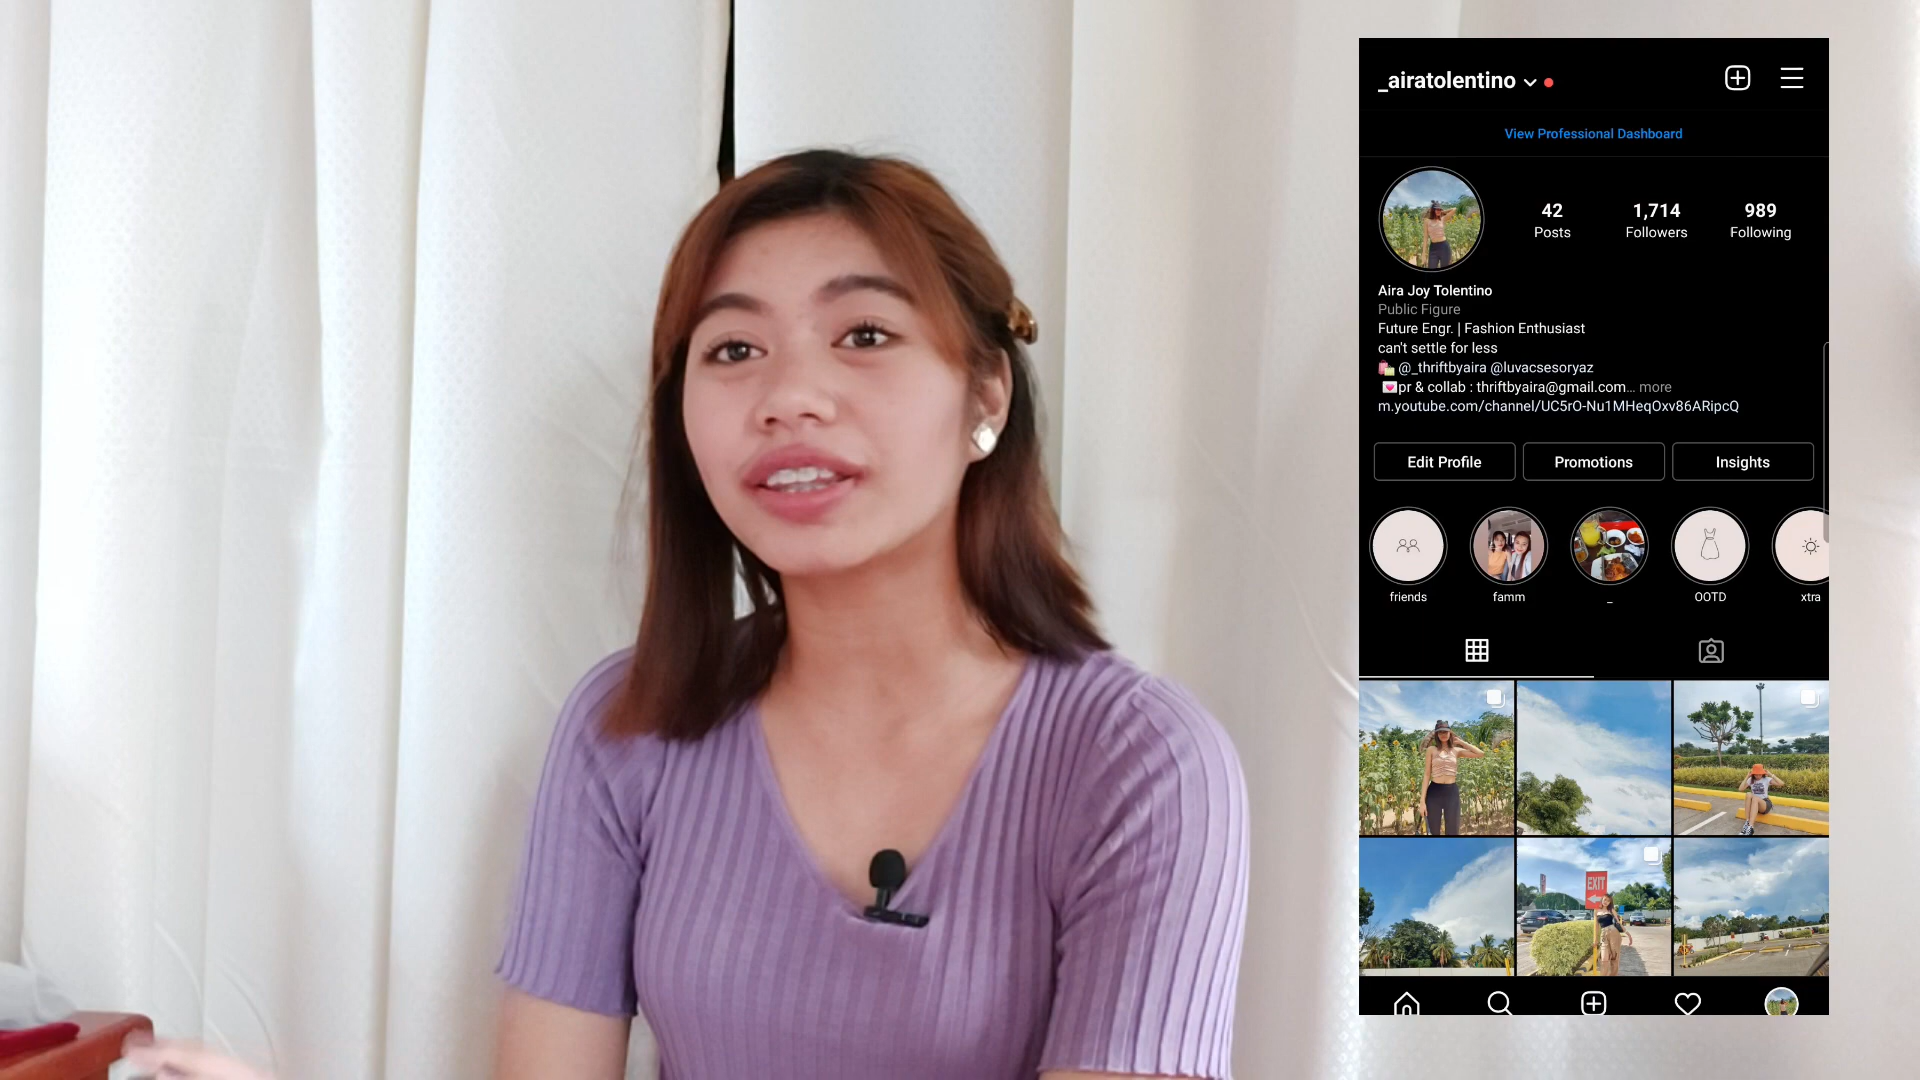 _airatolentino
View Professional Dashboard
42 1,714 989
Posts Followers Following
Aira Joy Tolentino
Public Figure
Future Engr. | Fashion Enthusiast
can't settle for less
@_thriftbyaira @luvacsesoryaz
pr & collab : thriftbyaira@gmail.com... more
m.youtube.com/channel/UC5rO-Nu1MHeqOxv86ARipcQ
Edit Profile Promotions Insights
friends famm _ OOTD xtra
EXIT